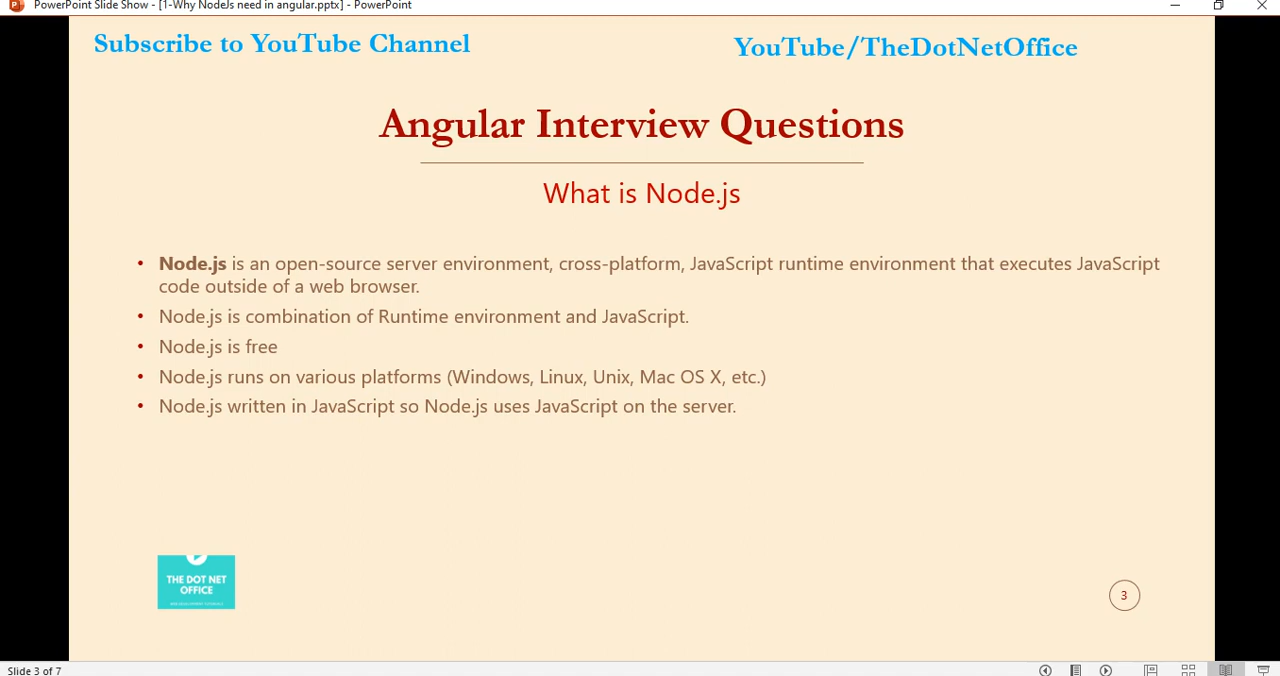 PowerPoint Slide Show - [1-Why NodeJs need in angular.pptx] - PowerPoint
Subscribe to YouTube Channel
YouTube/TheDotNetOffice
Angular Interview Questions
What is Node.js
• Node.js is an open-source server environment, cross-platform, JavaScript runtime environment that executes JavaScript
code outside of a web browser.
• Node.js is combination of Runtime environment and JavaScript.
• Node.js is free
• Node.js runs on various platforms (Windows, Linux, Unix, Mac OS X, etc.)
• Node.js written in JavaScript so Node.js uses JavaScript on the server.
THE DOT NET
OFFICE
3
Slide 3 of 7